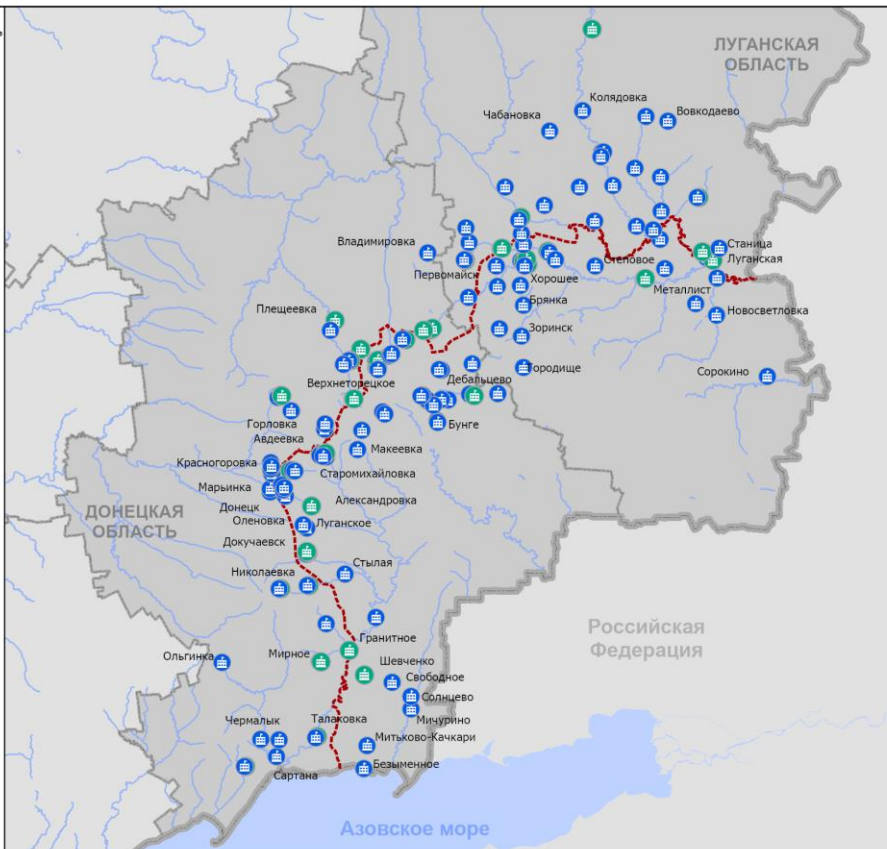 ЛУГАНСКАЯ
ОБЛАСТЬ
Колядовка
Вовкодаево
Чабановка
Владимировка
Станица
Луганская
Степовое
Первомайск
Хорошее
Металлист
Брянка
Новосветловка
Плещеевка
Зоринск
Городище
Сорокино
Верхнеторецкое
Дебальцево
Горловка
Бунге
Авдеевка
Макеевка
Красногоровка
Старомихайловка
Марьинка
Александровка
Донецк
ДОНЕЦКАЯ
ОБЛАСТЬ
Оленовка
Луганское
Докучаевск
Стылая
Николаевка
Российская
Федерация
Гранитное
Ольгинка
Мирное
Шевченко
Свободное
Солнцево
Мичурино
Чермалык
Талаковка
Митьково-Качкари
Безыменное
Сартана
Азовское море